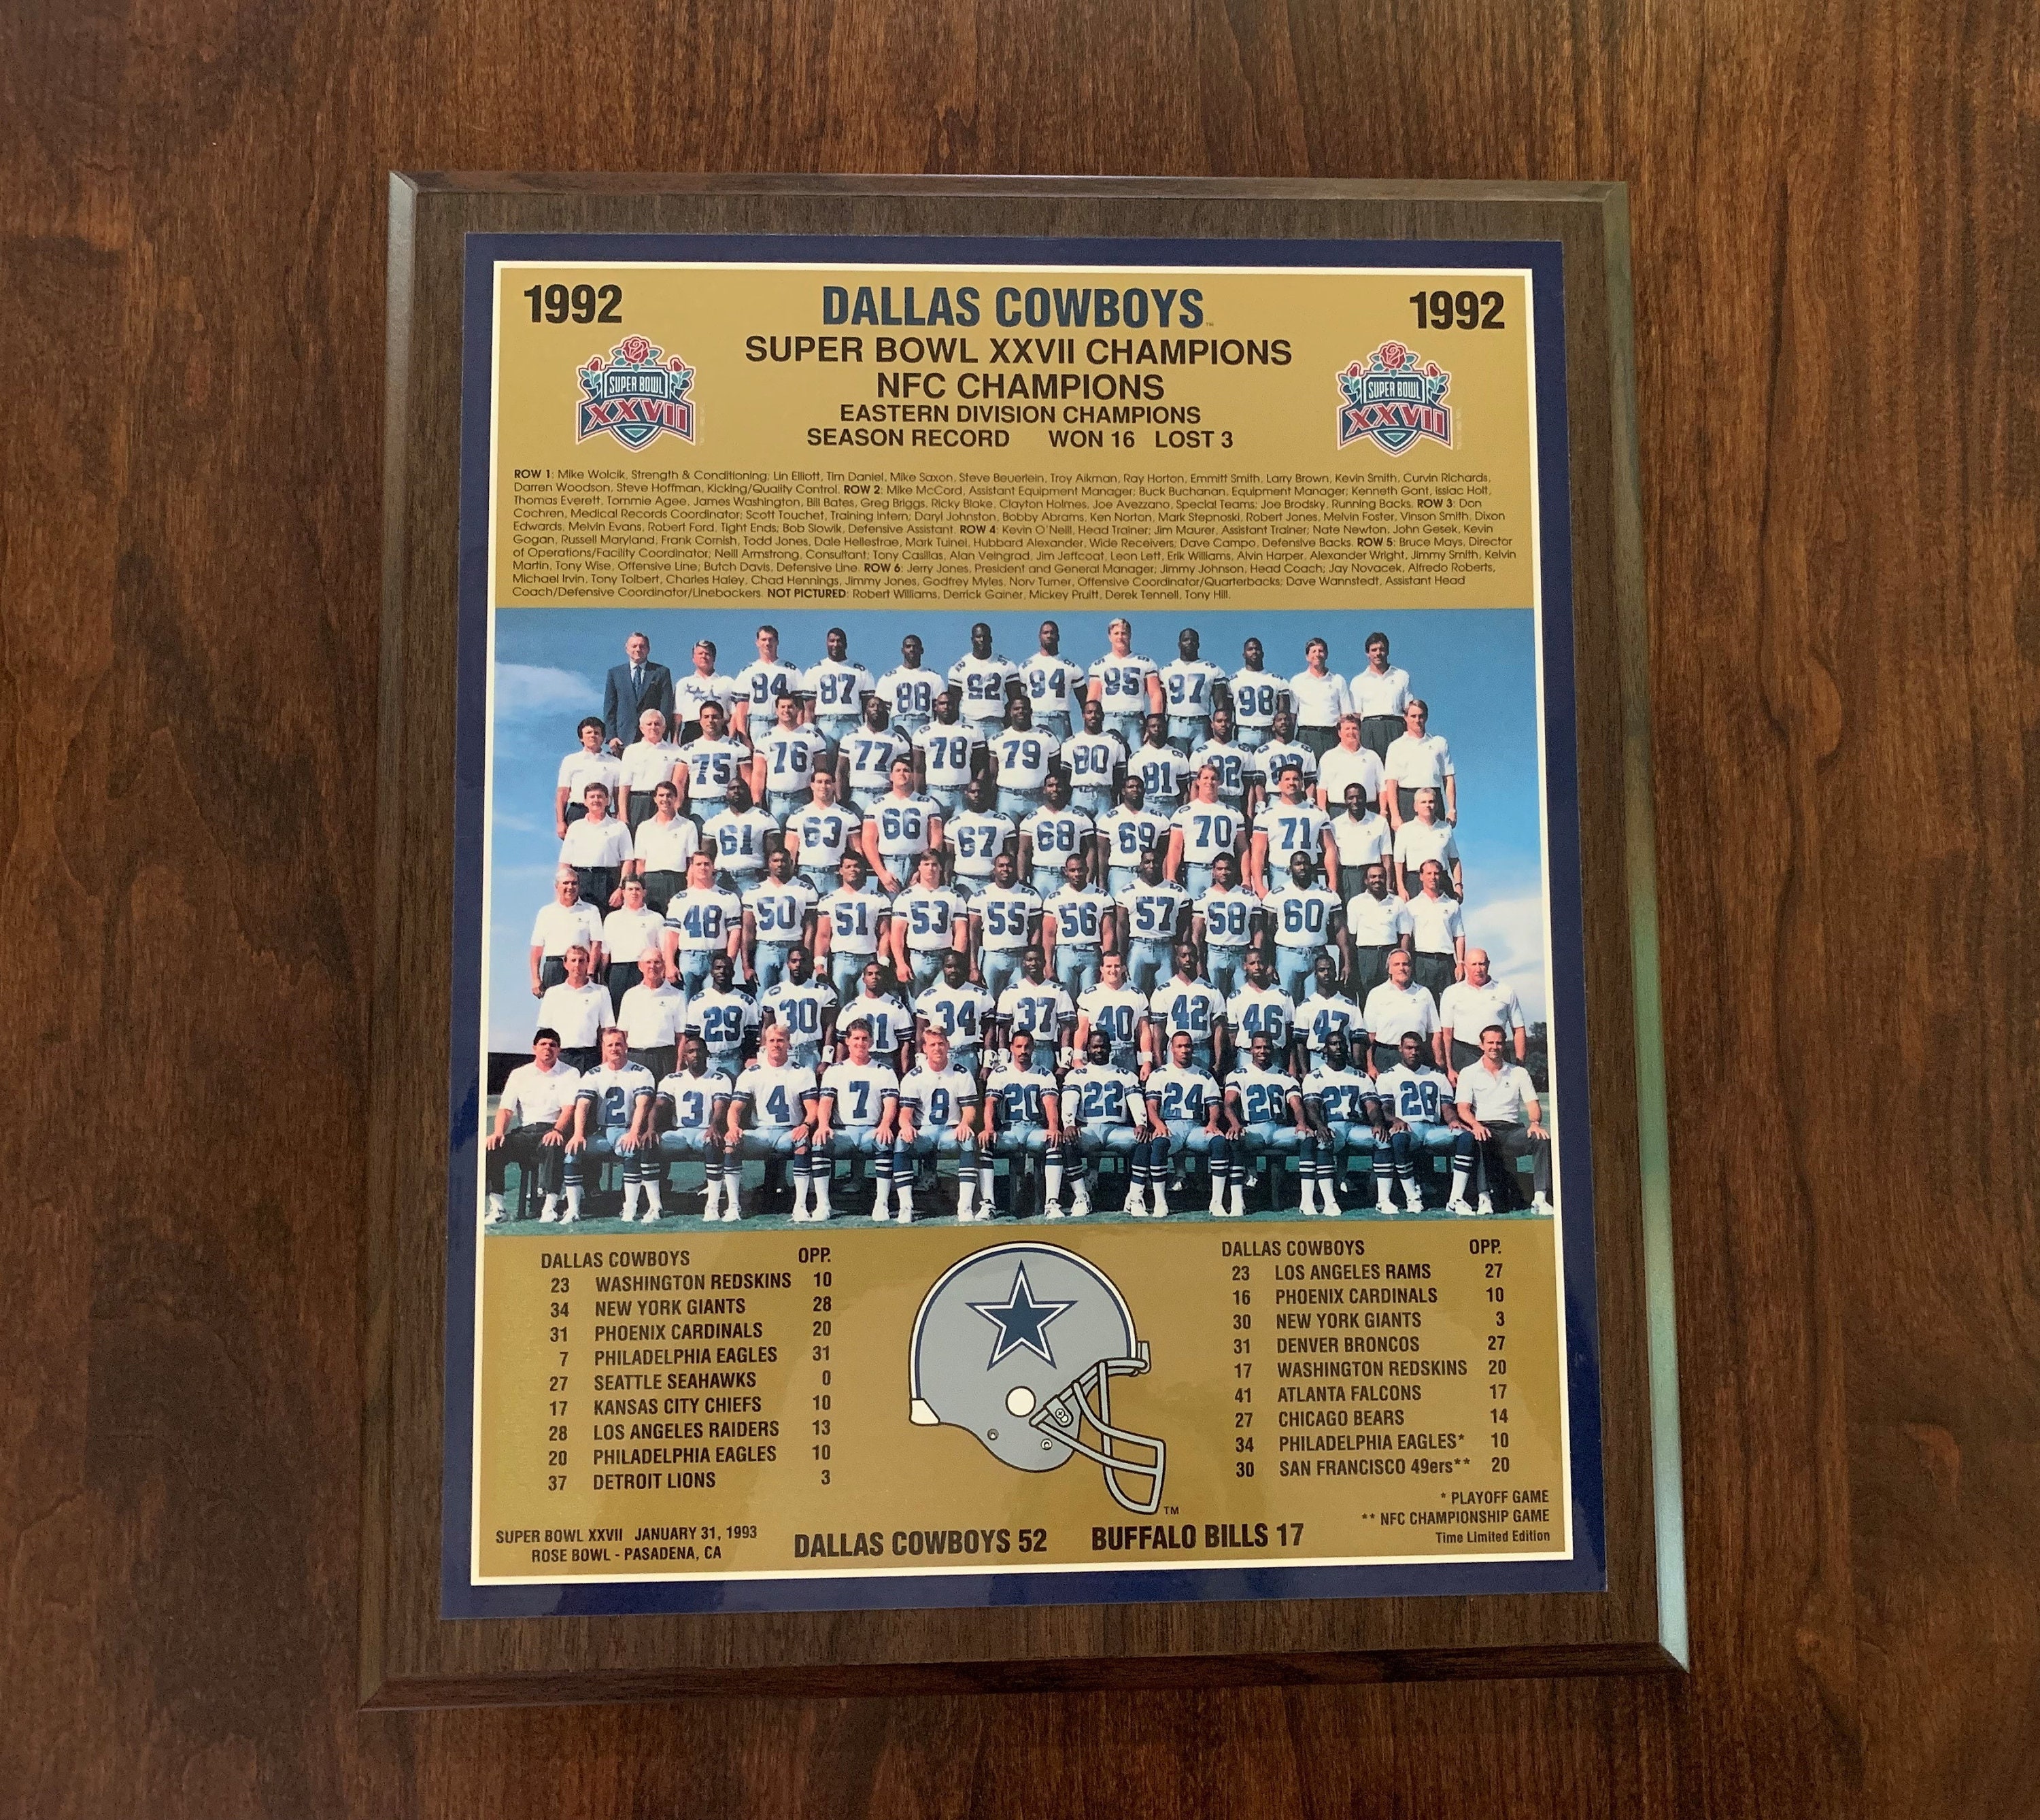 1992 DALLAS COWBOYS™ 1992
SUPER BOWL XXVII CHAMPIONS
NFC CHAMPIONS
EASTERN DIVISION CHAMPIONS
SEASON RECORD WON 16 LOST 3
SUPER BOWL
XXVII
SUPER BOWL
XXVII
ROW 1: Mike Wolcik, Strength & Conditioning; Lin Elliott, Tim Daniel, Mike Saxon, Steve Beuerlein, Troy Aikman, Ray Horton, Emmitt Smith, Larry Brown, Kevin Smith, Curvin Richards,
Darren Woodson, Steve Hoffman, Kicking/Quality Control. ROW 2: Mike McCord, Assistant Equipment Manager; Buck Buchanan, Equipment Manager; Kenneth Gant, Issiac Holt,
Thomas Everett, Tommie Agee, James Washington, Bill Bates, Greg Briggs, Ricky Blake, Clayton Holmes, Joe Avezzano, Special Teams; Joe Brodsky, Running Backs. ROW 3: Don
Cochren, Medical Records Coordinator; Scott Touchet, Training Intern; Daryl Johnston, Bobby Abrams, Ken Norton, Mark Stepnoski, Robert Jones, Melvin Foster, Vinson Smith, Dixon
Edwards, Melvin Evans, Robert Ford, Tight Ends; Bob Slowik, Defensive Assistant. ROW 4: Kevin O'Neill, Head Trainer; Jim Maurer, Assistant Trainer; Nate Newton, John Gesek, Kevin
Gogan, Russell Maryland, Frank Cornish, Todd Jones, Dale Hellestrae, Mark Tuinei, Hubbard Alexander, Wide Receivers; Dave Campo, Defensive Backs. ROW 5: Bruce Mays, Director
of Operations/Facility Coordinator; Neill Armstrong, Consultant; Tony Casillas, Alan Veingrad, Jim Jeffcoat, Leon Lett, Erik Williams, Alvin Harper, Alexander Wright, Jimmy Smith, Kelvin
Martin, Tony Wise, Offensive Line; Butch Davis, Defensive Line. ROW 6: Jerry Jones, President and General Manager; Jimmy Johnson, Head Coach; Jay Novacek, Alfredo Roberts,
Michael Irvin, Tony Tolbert, Charles Haley, Chad Hennings, Jimmy Jones, Godfrey Myles, Norv Turner, Offensive Coordinator/Quarterbacks; Dave Wannstedt, Assistant Head
Coach/Defensive Coordinator/Linebackers. NOT PICTURED: Robert Williams, Derrick Gainer, Mickey Pruitt, Derek Tennell, Tony Hill.
84 87 88 92 94 95 97 98
75 76 77 78 79 80 81 82 83
61 63 66 67 68 69 70 71
48 50 51 53 55 56 57 58 60
29 30 31 34 37 40 42 46 47
2 3 4 7 8 20 22 24 26 27 28
DALLAS COWBOYS OPP.
23 WASHINGTON REDSKINS 10
34 NEW YORK GIANTS 28
31 PHOENIX CARDINALS 20
7 PHILADELPHIA EAGLES 31
27 SEATTLE SEAHAWKS 0
17 KANSAS CITY CHIEFS 10
28 LOS ANGELES RAIDERS 13
20 PHILADELPHIA EAGLES 10
37 DETROIT LIONS 3
TM
DALLAS COWBOYS OPP.
23 LOS ANGELES RAMS 27
16 PHOENIX CARDINALS 10
30 NEW YORK GIANTS 3
31 DENVER BRONCOS 27
17 WASHINGTON REDSKINS 20
41 ATLANTA FALCONS 17
27 CHICAGO BEARS 14
34 PHILADELPHIA EAGLES* 10
30 SAN FRANCISCO 49ers** 20
* PLAYOFF GAME
** NFC CHAMPIONSHIP GAME
Time Limited Edition
SUPER BOWL XXVII JANUARY 31, 1993
ROSE BOWL - PASADENA, CA
DALLAS COWBOYS 52 BUFFALO BILLS 17